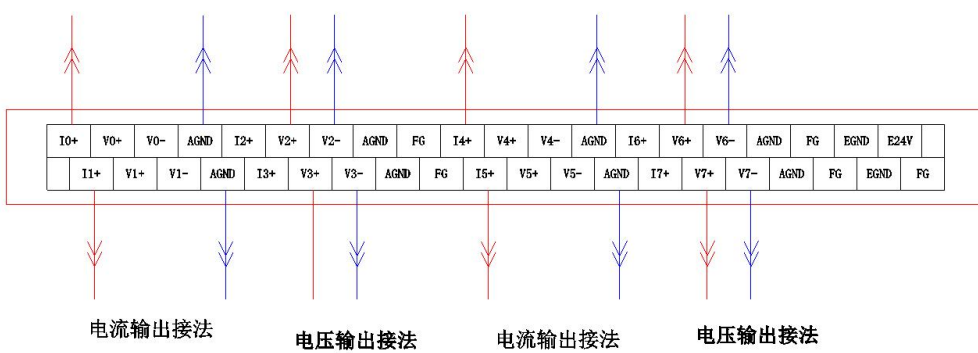 I0+ V0+ V0- AGND I2+ V2+ V2- AGND FG I4+ V4+ V4- AGND I6+ V6+ V6- AGND FG EGND E24V
I1+ V1+ V1- AGND I3+ V3+ V3- AGND FG I5+ V5+ V5- AGND I7+ V7+ V7- AGND FG EGND FG
电流输出接法 电压输出接法 电流输出接法 电压输出接法